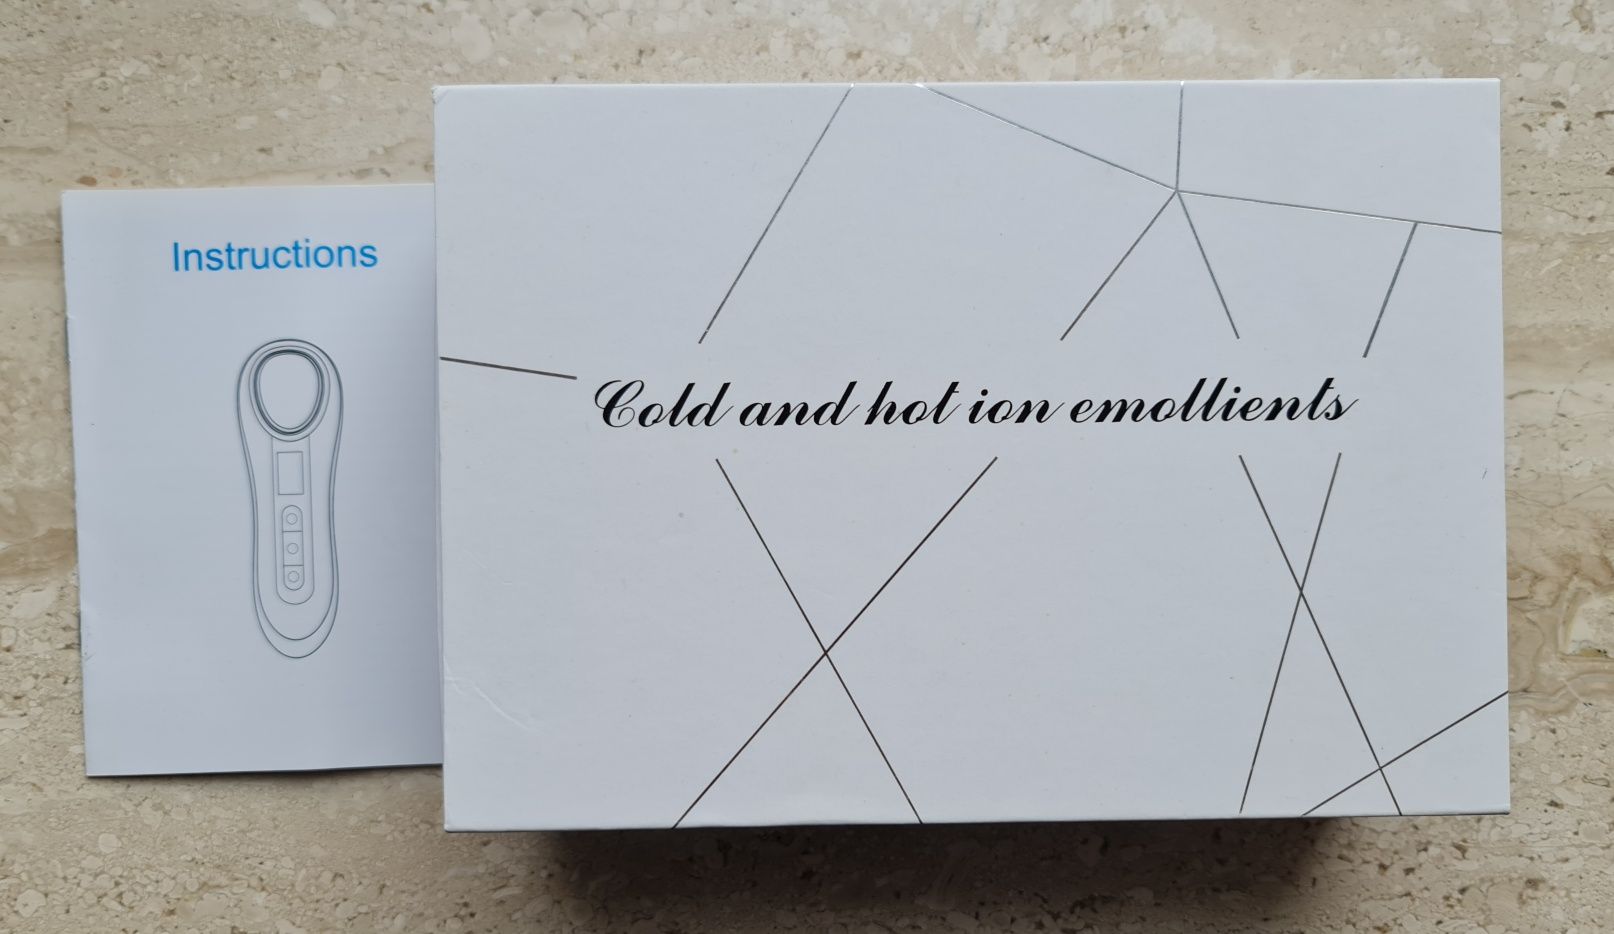 Instructions
Cold and hot ion emollients